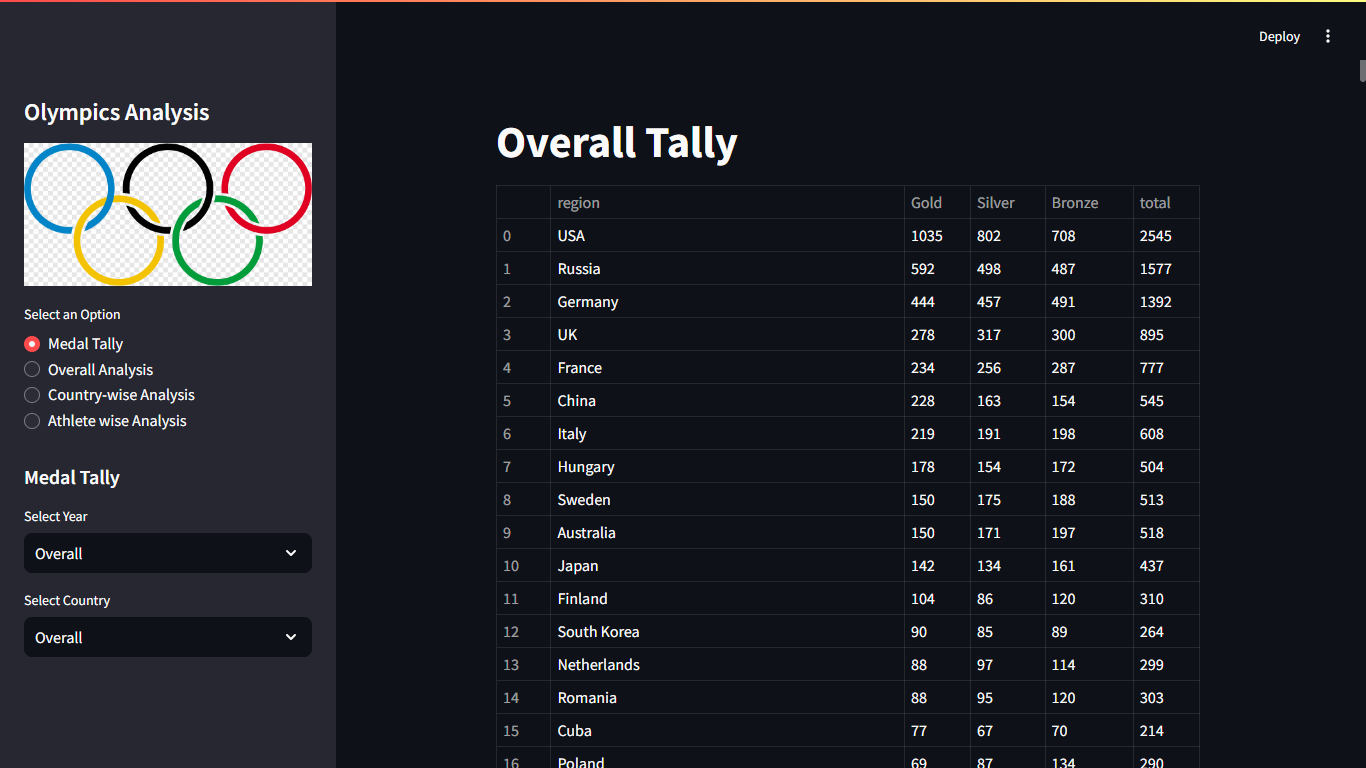 Deploy
Olympics Analysis
Select an Option
Medal Tally
Overall Analysis
Country-wise Analysis
Athlete wise Analysis
Medal Tally
Select Year
Overall
Select Country
Overall
Overall Tally
region Gold Silver Bronze total
0 USA 1035 802 708 2545
1 Russia 592 498 487 1577
2 Germany 444 457 491 1392
3 UK 278 317 300 895
4 France 234 256 287 777
5 China 228 163 154 545
6 Italy 219 191 198 608
7 Hungary 178 154 172 504
8 Sweden 150 175 188 513
9 Australia 150 171 197 518
10 Japan 142 134 161 437
11 Finland 104 86 120 310
12 South Korea 90 85 89 264
13 Netherlands 88 97 114 299
14 Romania 88 95 120 303
15 Cuba 77 67 70 214
16 Poland 69 87 134 290